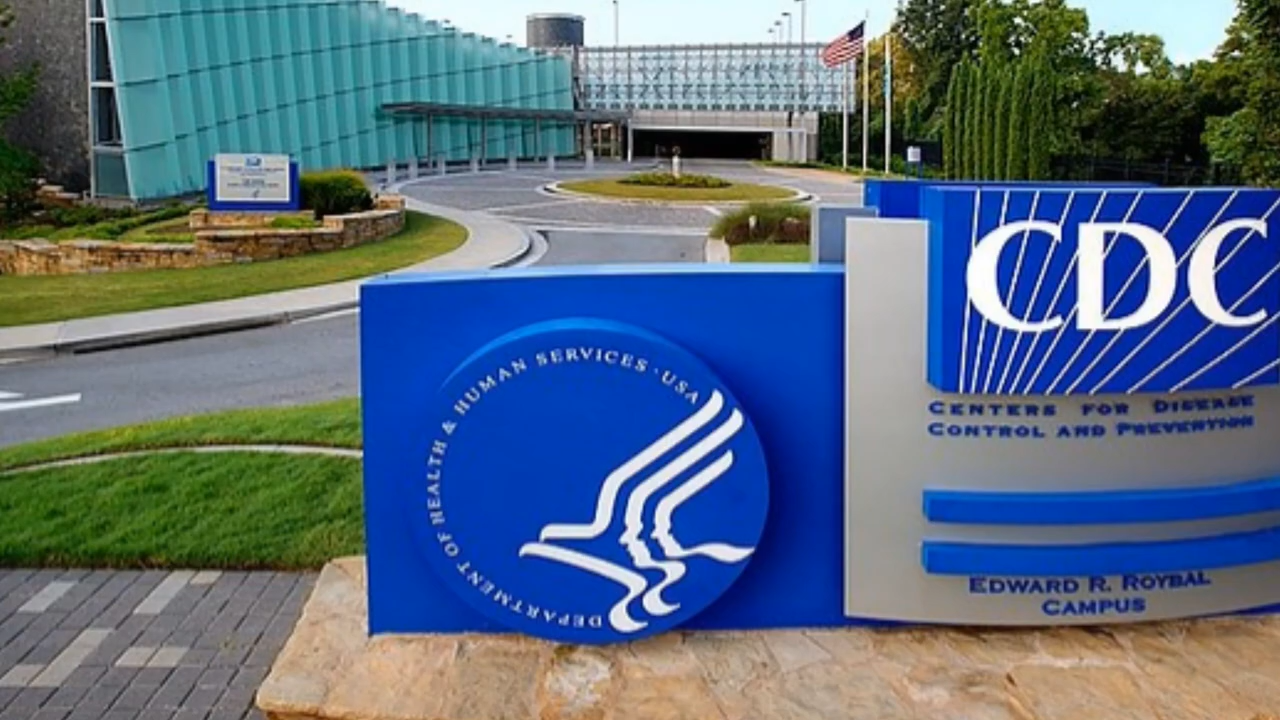 DEPARTMENT OF HEALTH & HUMAN SERVICES · USA
CDC
CENTERS FOR DISEASE
CONTROL AND PREVENTION
EDWARD R. ROYBAL
CAMPUS